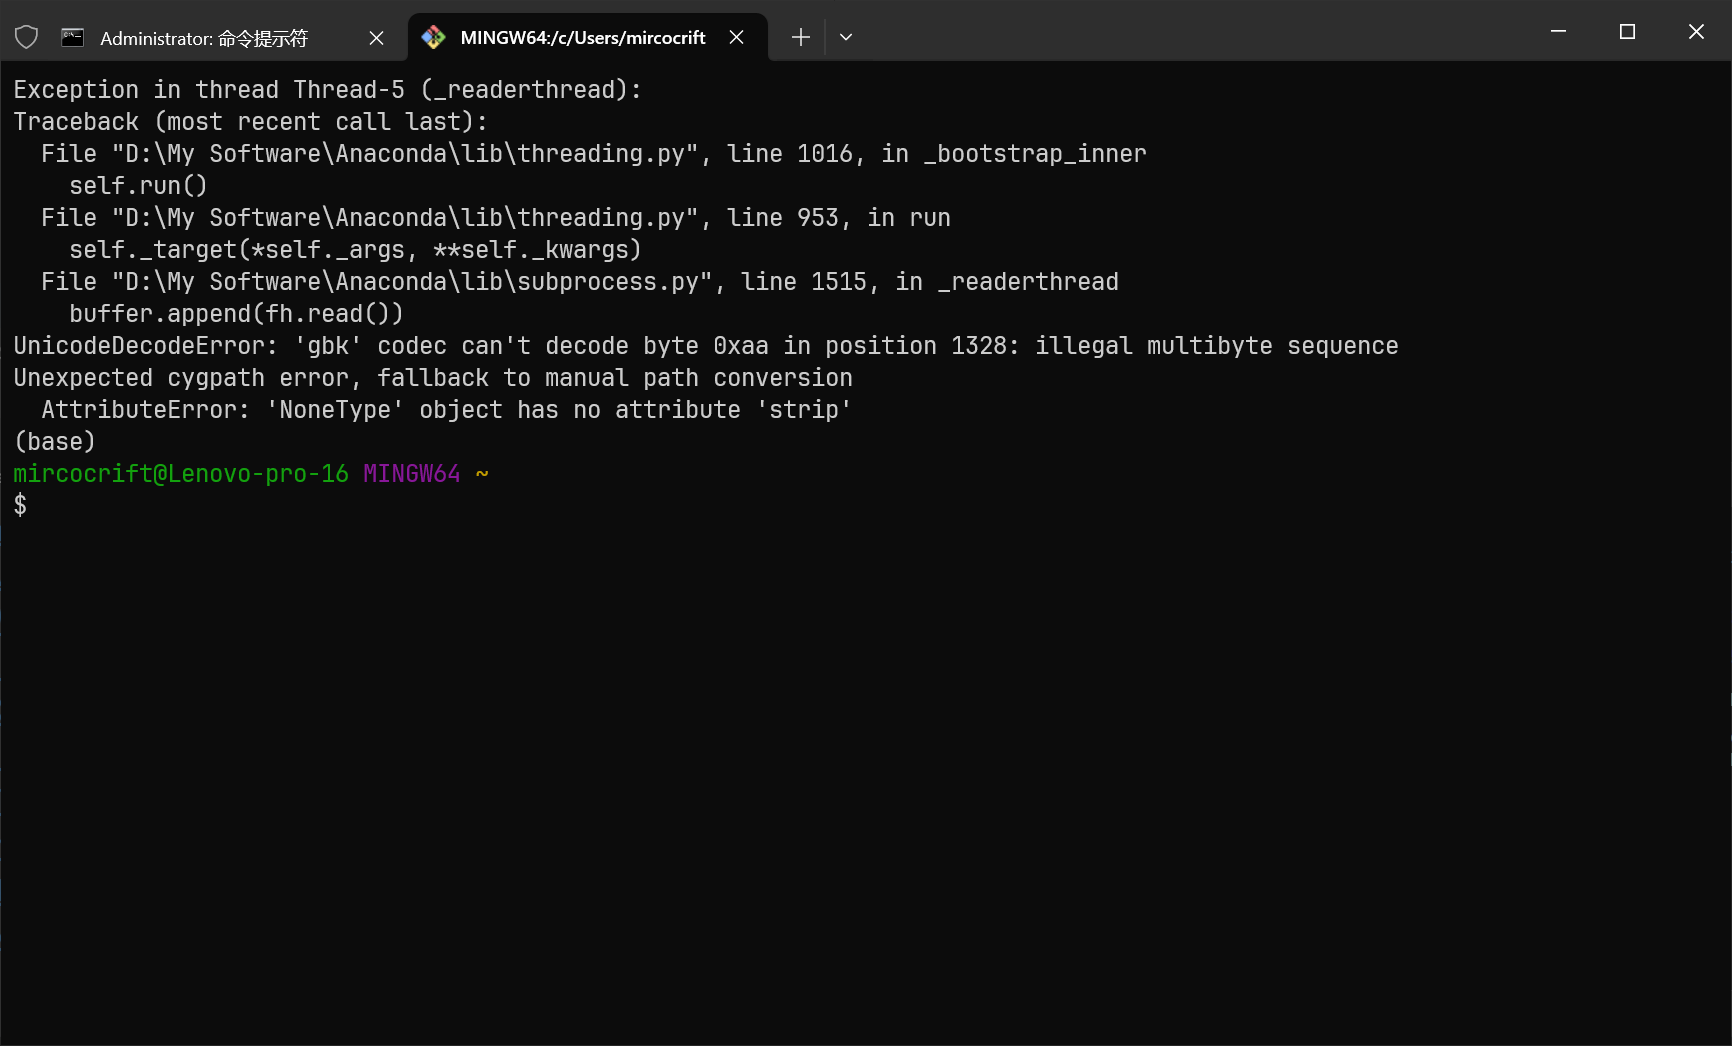 Administrator: 命令提示符
MINGW64:/c/Users/mircocrift
Exception in thread Thread-5 (_readerthread):
Traceback (most recent call last):
  File "D:\My Software\Anaconda\lib\threading.py", line 1016, in _bootstrap_inner
    self.run()
  File "D:\My Software\Anaconda\lib\threading.py", line 953, in run
    self._target(*self._args, **self._kwargs)
  File "D:\My Software\Anaconda\lib\subprocess.py", line 1515, in _readerthread
    buffer.append(fh.read())
UnicodeDecodeError: 'gbk' codec can't decode byte 0xaa in position 1328: illegal multibyte sequence
Unexpected cygpath error, fallback to manual path conversion
  AttributeError: 'NoneType' object has no attribute 'strip'
(base)
mircocrift@Lenovo-pro-16 MINGW64 ~
$